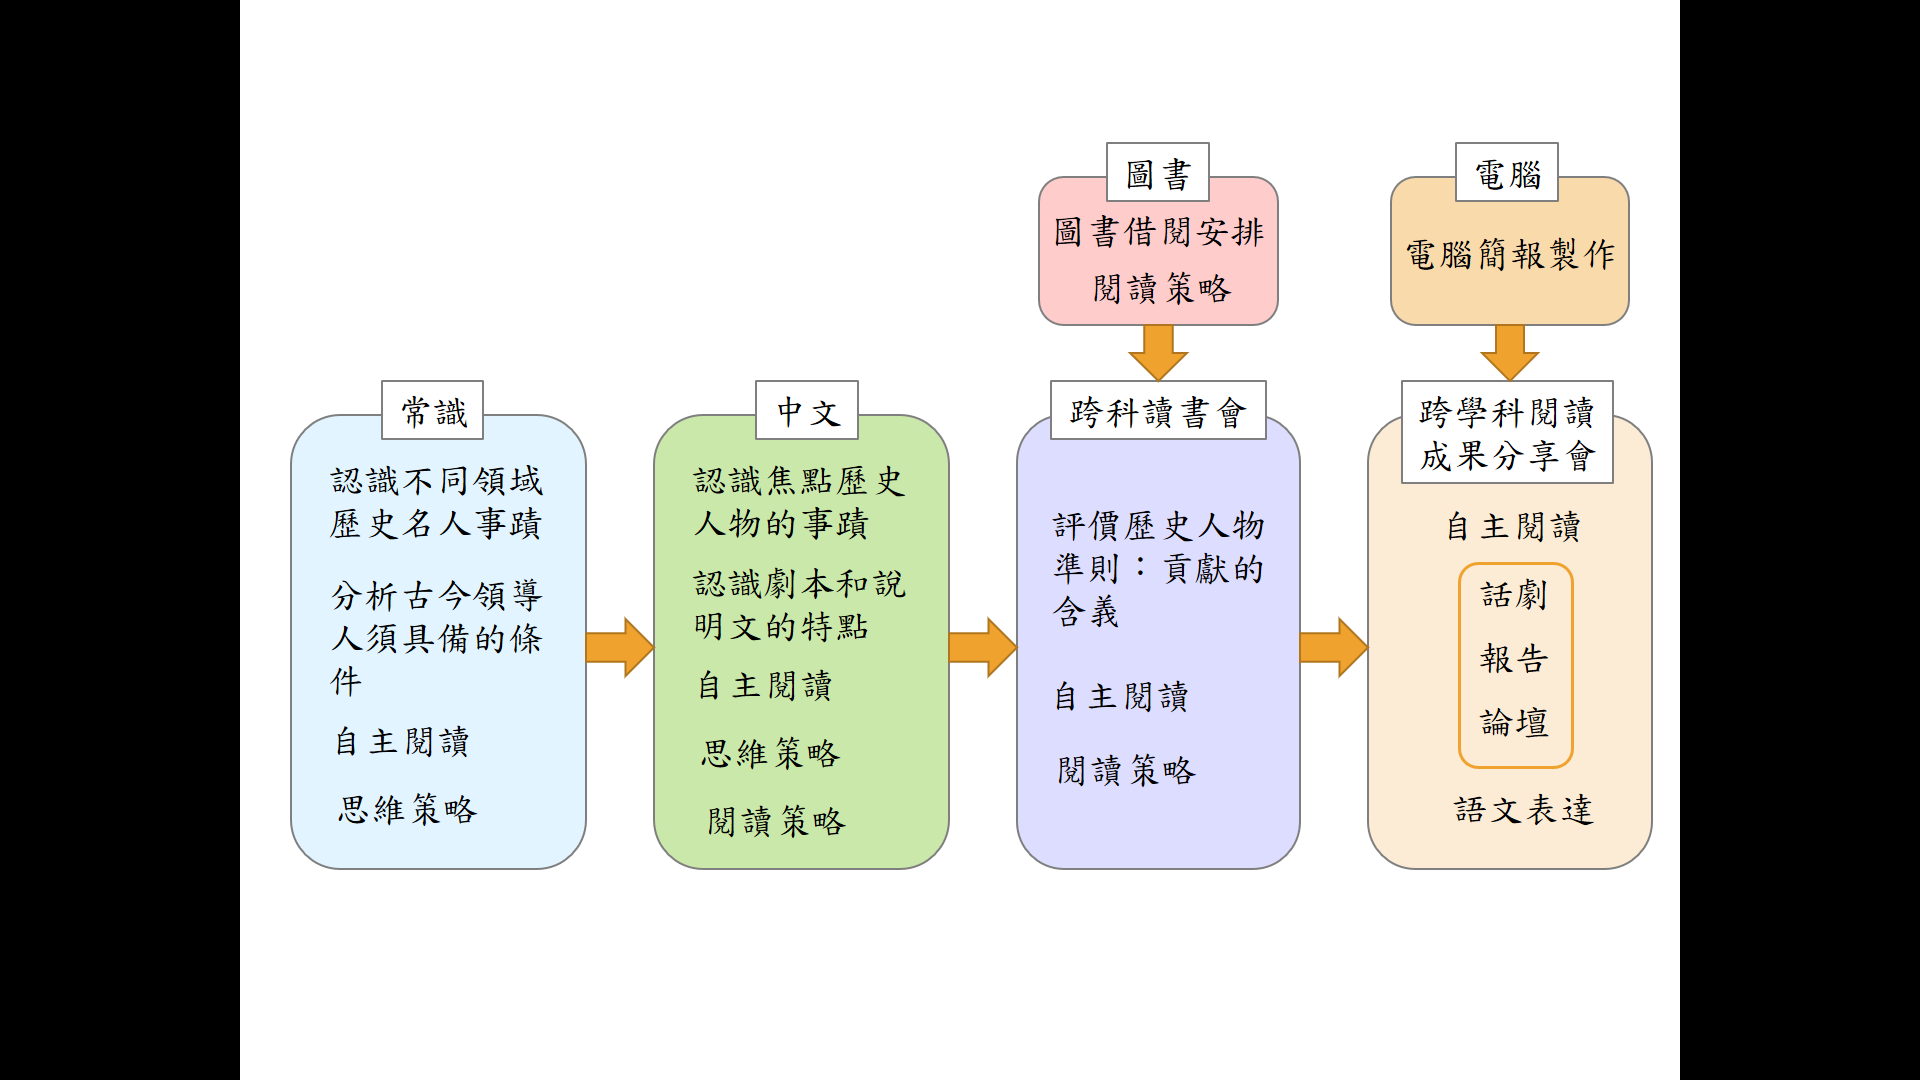 圖書
圖書借閱安排
閱讀策略
電腦
電腦簡報製作
常識
認識不同領域
歷史名人事蹟
分析古今領導
人須具備的條
件
自主閱讀
思維策略
中文
認識焦點歷史
人物的事蹟
認識劇本和說
明文的特點
自主閱讀
思維策略
閱讀策略
跨科讀書會
評價歷史人物
準則：貢獻的
含義
自主閱讀
閱讀策略
跨學科閱讀
成果分享會
自主閱讀
話劇
報告
論壇
語文表達